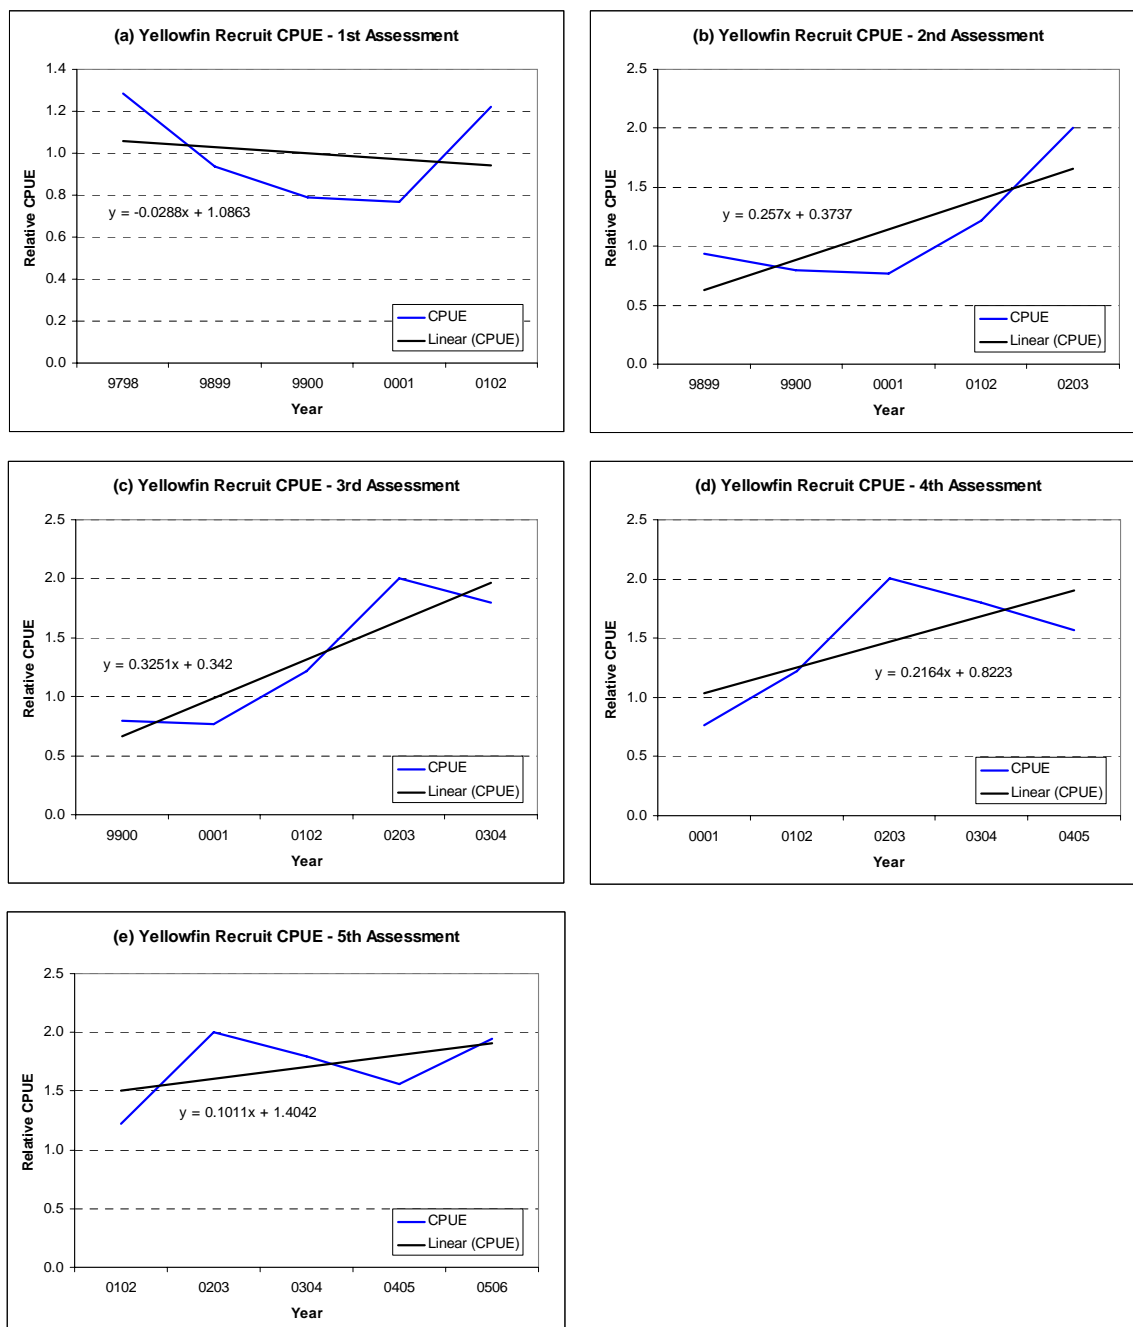 (a) Yellowfin Recruit CPUE - 1st Assessment
1.4
1.2
1.0
0.8
0.6
0.4
0.2
0.0
Relative CPUE
y = -0.0288x + 1.0863
CPUE
Linear (CPUE)
9798 9899 9900 0001 0102
Year
(b) Yellowfin Recruit CPUE - 2nd Assessment
2.5
2.0
1.5
1.0
0.5
0.0
Relative CPUE
y = 0.257x + 0.3737
CPUE
Linear (CPUE)
9899 9900 0001 0102 0203
Year
(c) Yellowfin Recruit CPUE - 3rd Assessment
2.5
2.0
1.5
1.0
0.5
0.0
Relative CPUE
y = 0.3251x + 0.342
CPUE
Linear (CPUE)
9900 0001 0102 0203 0304
Year
(d) Yellowfin Recruit CPUE - 4th Assessment
2.5
2.0
1.5
1.0
0.5
0.0
Relative CPUE
y = 0.2164x + 0.8223
CPUE
Linear (CPUE)
0001 0102 0203 0304 0405
Year
(e) Yellowfin Recruit CPUE - 5th Assessment
2.5
2.0
1.5
1.0
0.5
0.0
Relative CPUE
y = 0.1011x + 1.4042
CPUE
Linear (CPUE)
0102 0203 0304 0405 0506
Year